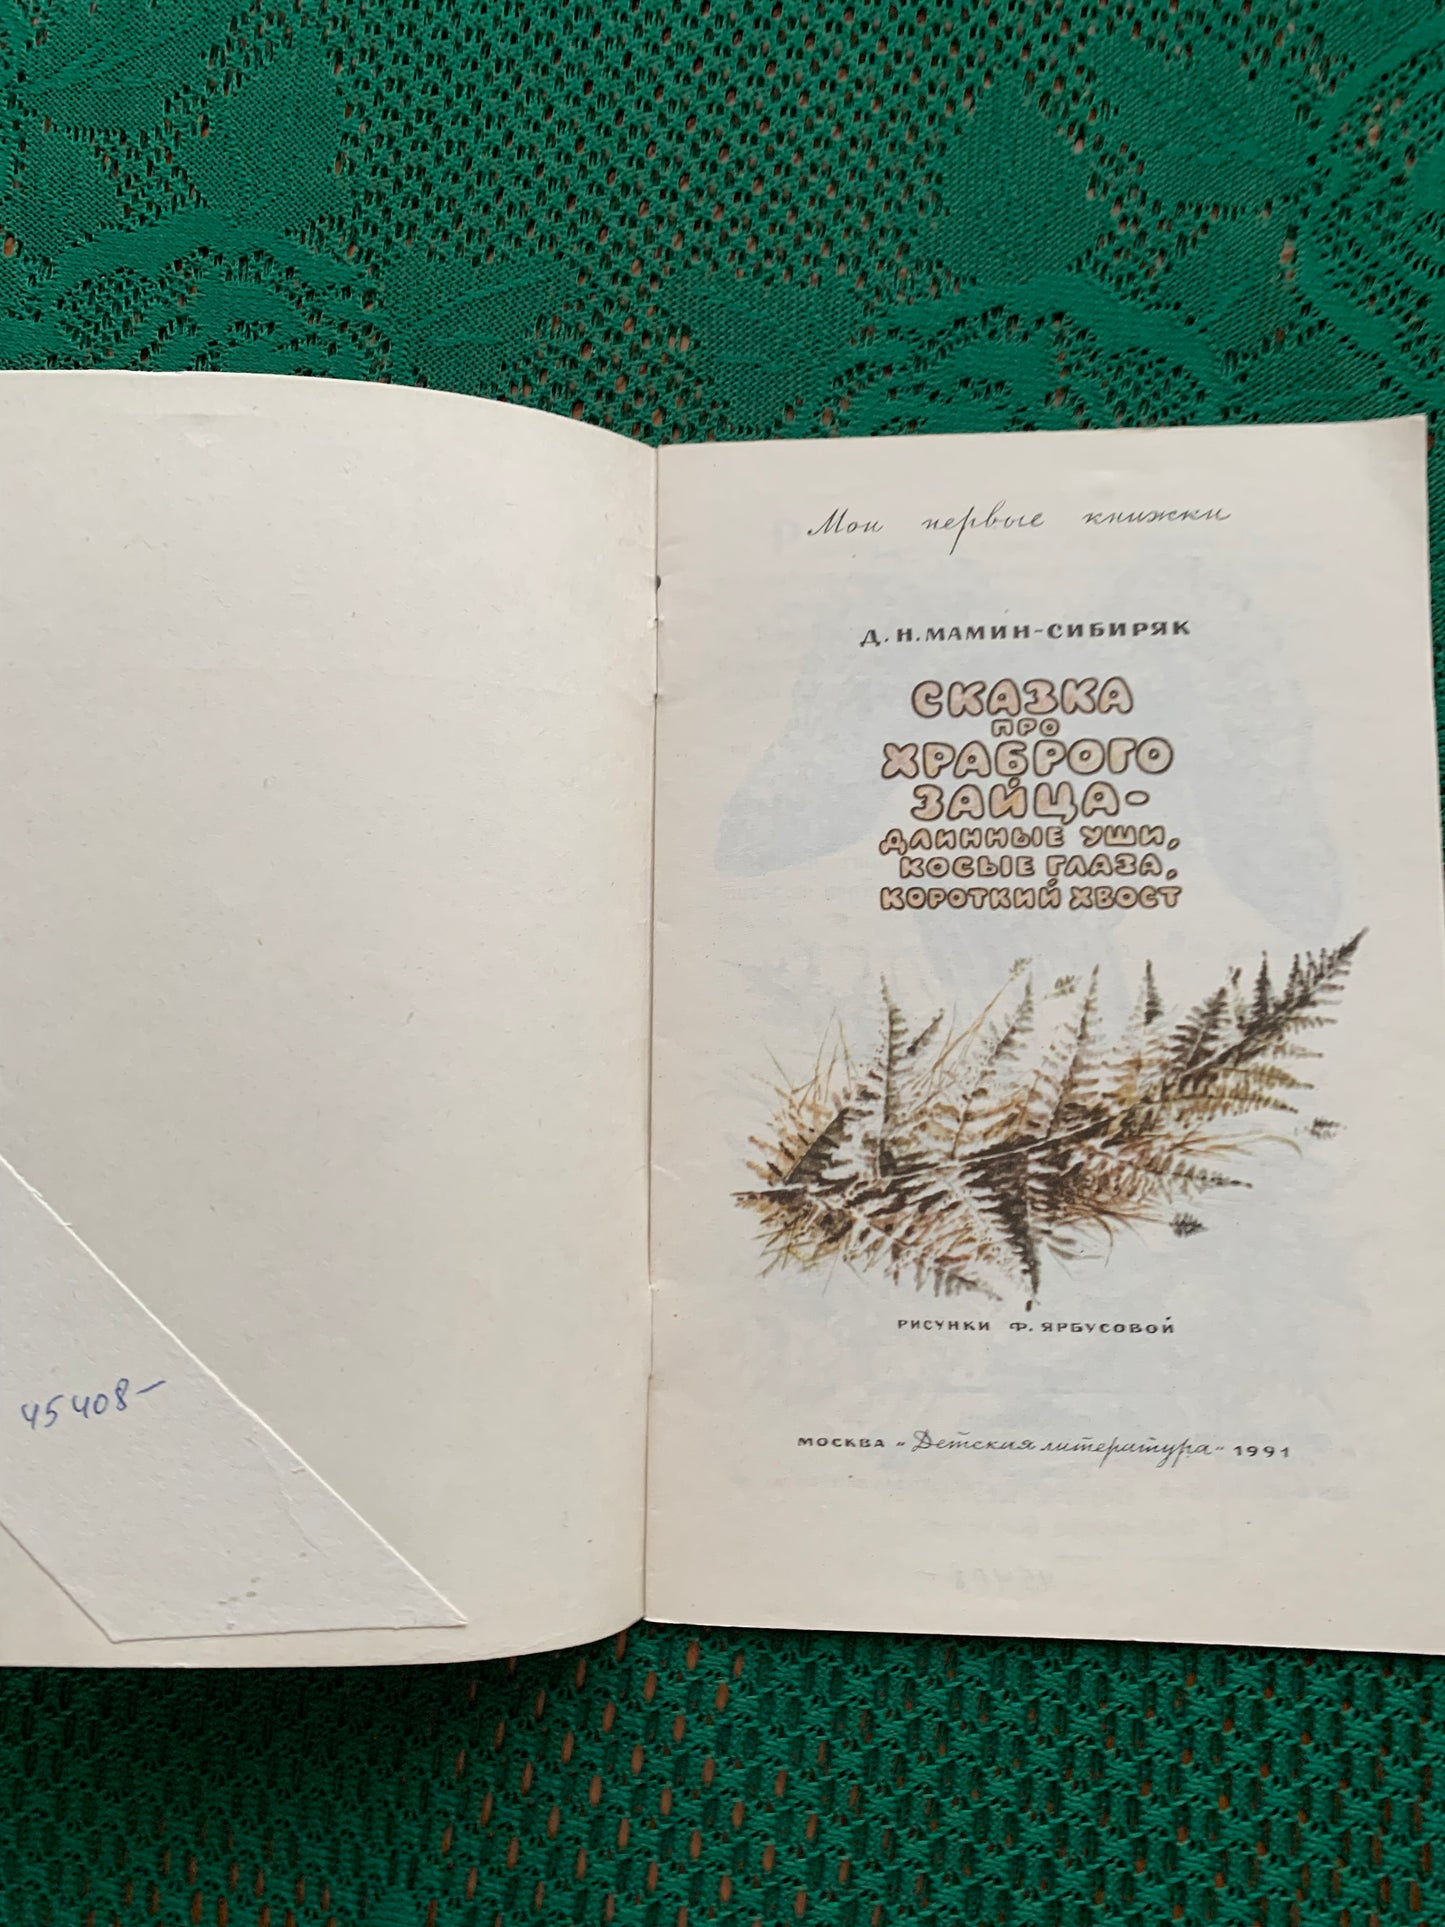 45408-
Мои первые книжки
Д.Н.МАМИН-СИБИРЯК
СКАЗКА
ПРО
ХРАБРОГО
ЗАЙЦА-
ДЛИННЫЕ УШИ,
КОСЫЕ ГЛАЗА,
КОРОТКИЙ ХВОСТ
РИСУНКИ Ф. ЯРБУСОВОЙ
МОСКВА "Детская литература" 1991